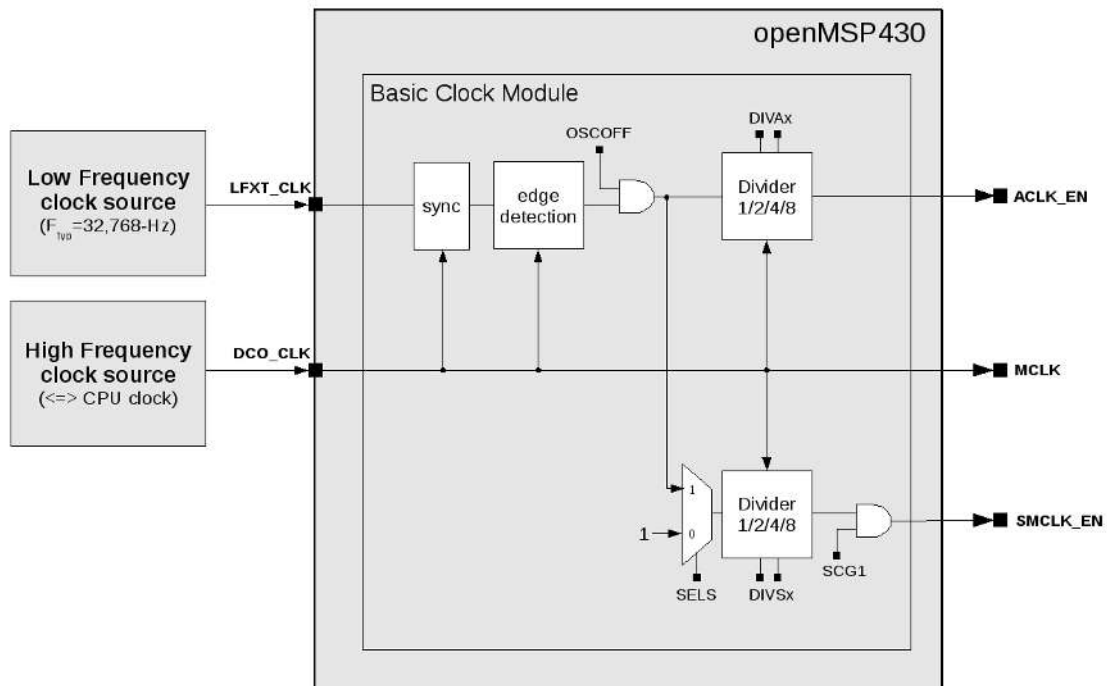 openMSP430
Basic Clock Module
OSCOFF
DIVAx
Low Frequency
clock source
(FTyp=32,768-Hz)
LFXT_CLK
sync
edge
detection
Divider
1/2/4/8
ACLK_EN
High Frequency
clock source
(<=> CPU clock)
DCO_CLK
MCLK
1
1
0
Divider
1/2/4/8
SMCLK_EN
SCG1
SELS
DIVSx